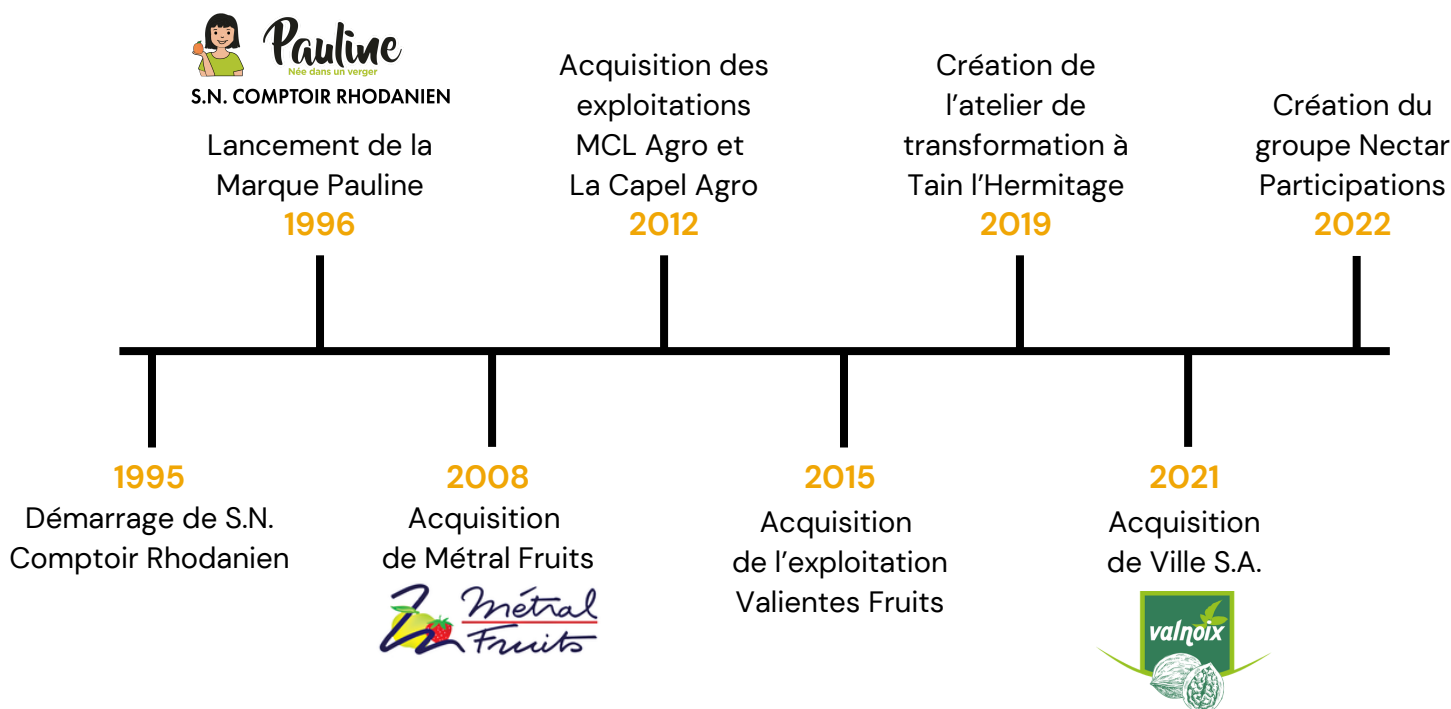 Pauline
Née dans un verger
S.N. COMPTOIR RHODANIEN
Lancement de la
Marque Pauline
1996
Acquisition des
exploitations
MCL Agro et
La Capel Agro
2012
Création de
l'atelier de
transformation à
Tain l'Hermitage
2019
Création du
groupe Nectar
Participations
2022
1995
Démarrage de S.N.
Comptoir Rhodanien
2008
Acquisition
de Métral Fruits
Métral
Fruits
2015
Acquisition
de l'exploitation
Valientes Fruits
2021
Acquisition
de Ville S.A.
valnoix